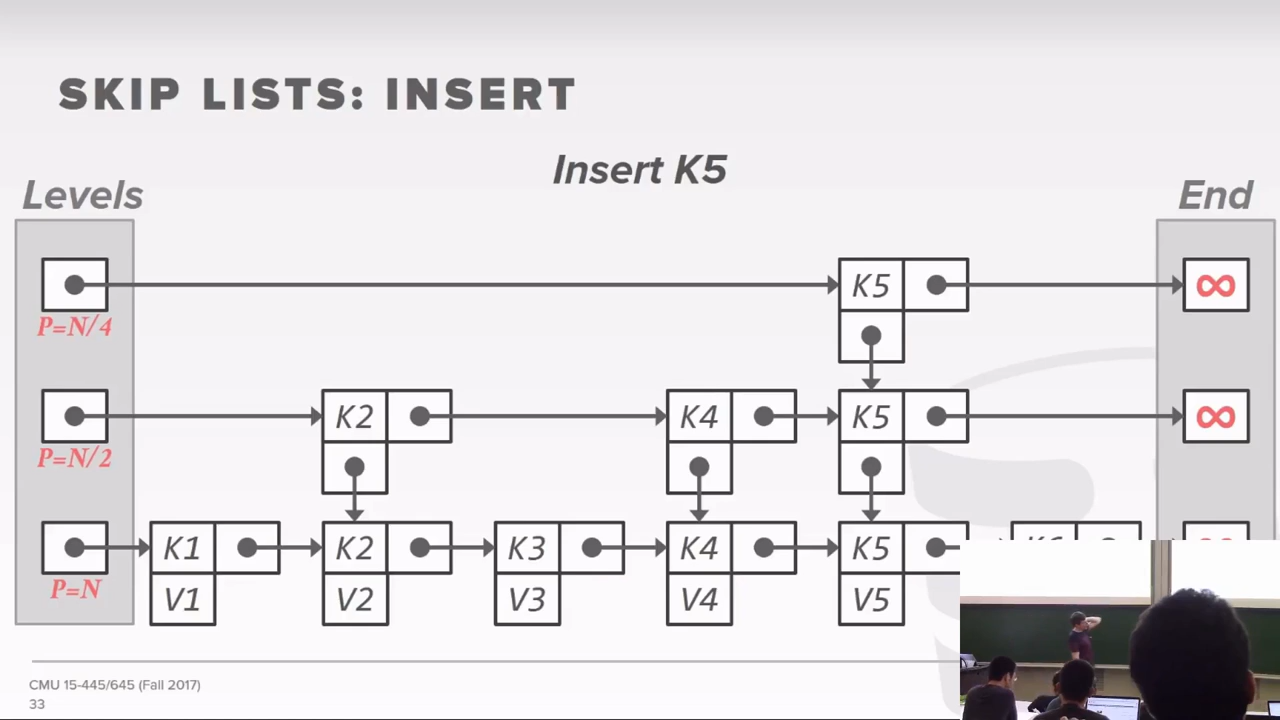 SKIP LISTS: INSERT
Insert K5
Levels
End
K5
∞
P=N/4
K2
K4
K5
∞
P=N/2
K1
K2
K3
K4
K5
P=N
V1
V2
V3
V4
V5
CMU 15-445/645 (Fall 2017)
33